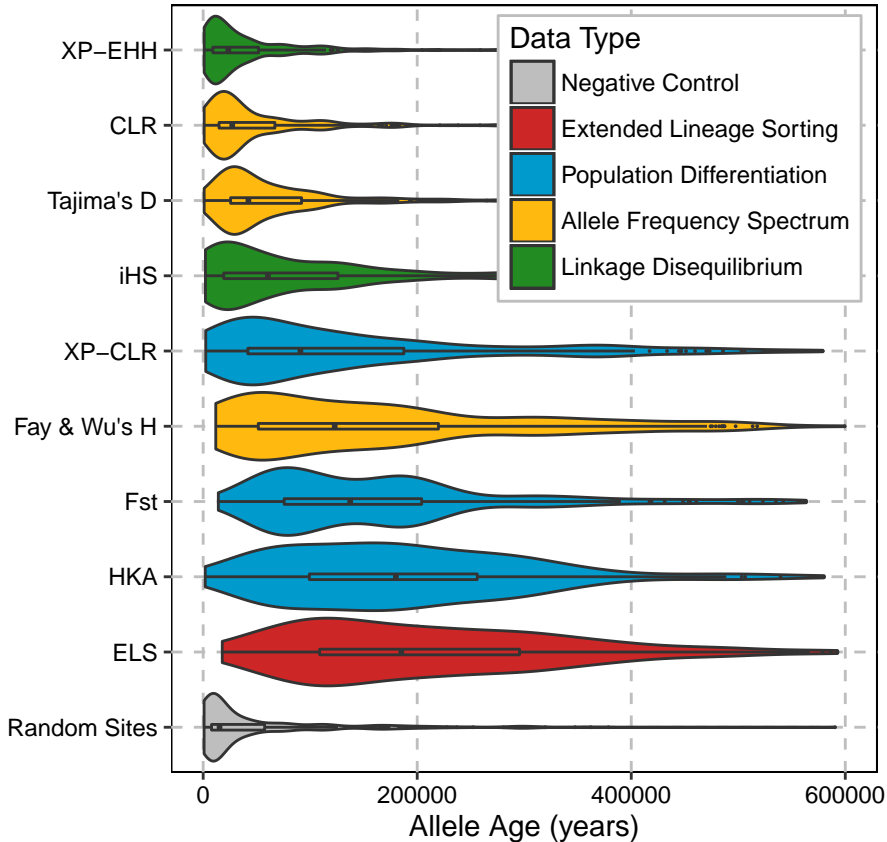 XP−EHH
CLR
Tajima's D
iHS
XP−CLR
Fay & Wu's H
Fst
HKA
ELS
Random Sites
Data Type
Negative Control
Extended Lineage Sorting
Population Differentiation
Allele Frequency Spectrum
Linkage Disequilibrium
0
200000
400000
600000
Allele Age (years)